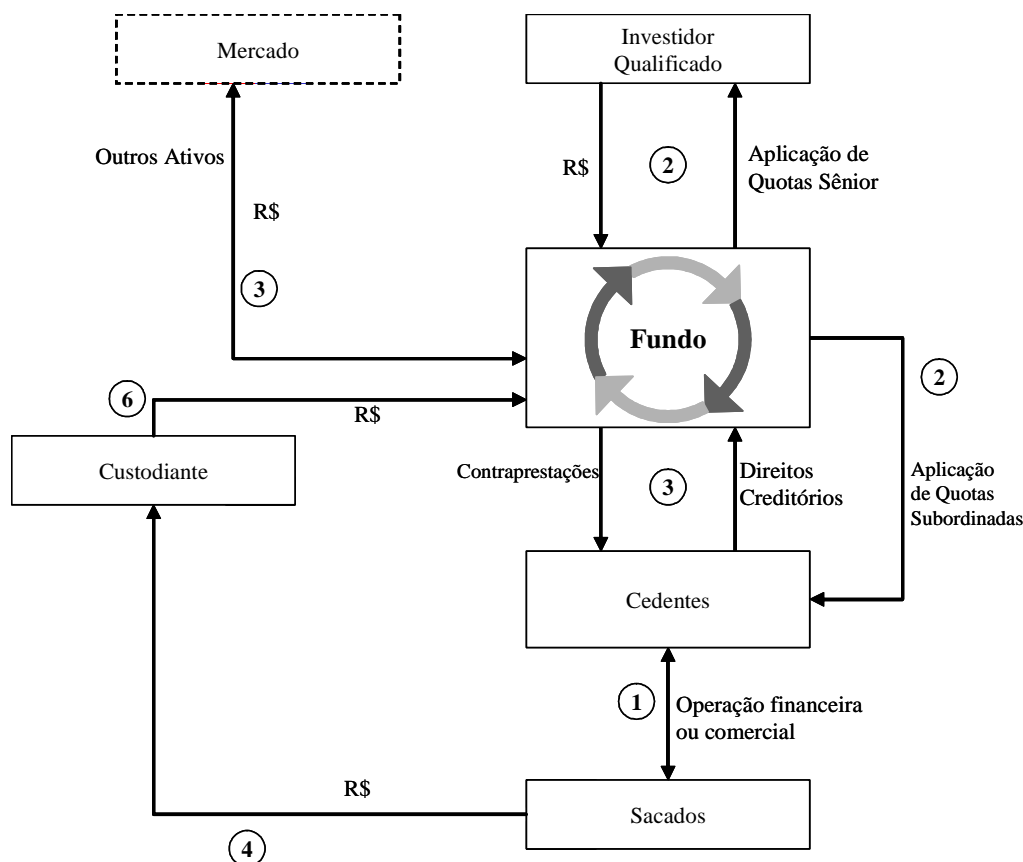 Mercado
Investidor
Qualificado
Outros Ativos
R$
3
R$
2
Aplicação de
Quotas Sênior
Fundo
2
Aplicação
de Quotas
Subordinadas
6
R$
Custodiante
Contraprestações
3
Direitos
Creditórios
Cedentes
1
Operação financeira
ou comercial
R$
4
Sacados